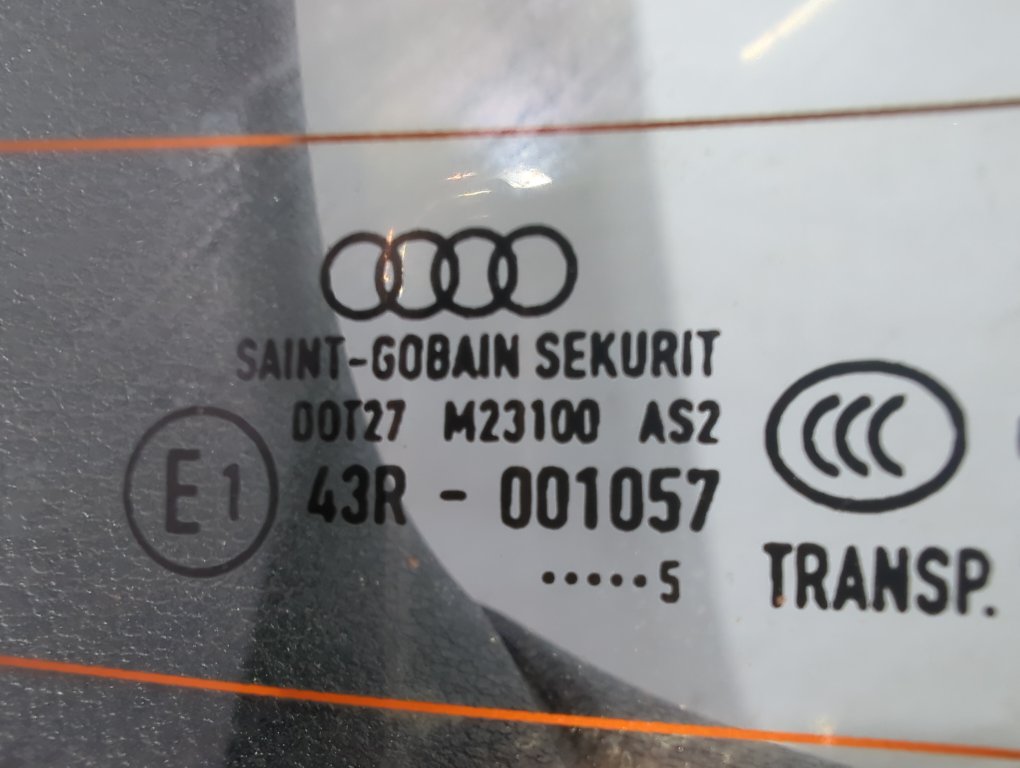 SAINT-GOBAIN SEKURIT
DOT27 M23100 AS2
E1
43R - 001057
•••••5
CCC
TRANSP.